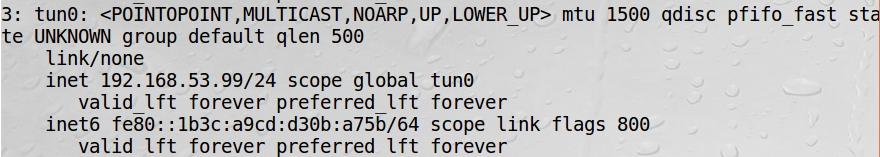 3: tun0: <POINTOPOINT,MULTICAST,NOARP,UP,LOWER_UP> mtu 1500 qdisc pfifo_fast sta
te UNKNOWN group default qlen 500
    link/none
    inet 192.168.53.99/24 scope global tun0
       valid_lft forever preferred_lft forever
    inet6 fe80::1b3c:a9cd:d30b:a75b/64 scope link flags 800
       valid_lft forever preferred_lft forever